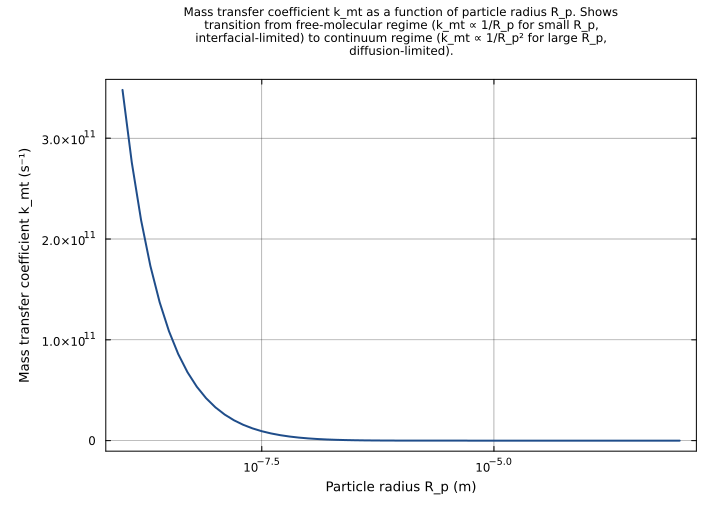 Mass transfer coefficient k_mt as a function of particle radius R_p. Shows
transition from free-molecular regime (k_mt ∝ 1/R_p for small R_p,
interfacial-limited) to continuum regime (k_mt ∝ 1/R_p² for large R_p,
diffusion-limited).
Mass transfer coefficient k_mt (s⁻¹)
3.0×10¹¹
2.0×10¹¹
1.0×10¹¹
0
10⁻⁷·⁵
10⁻⁵·⁰
Particle radius R_p (m)